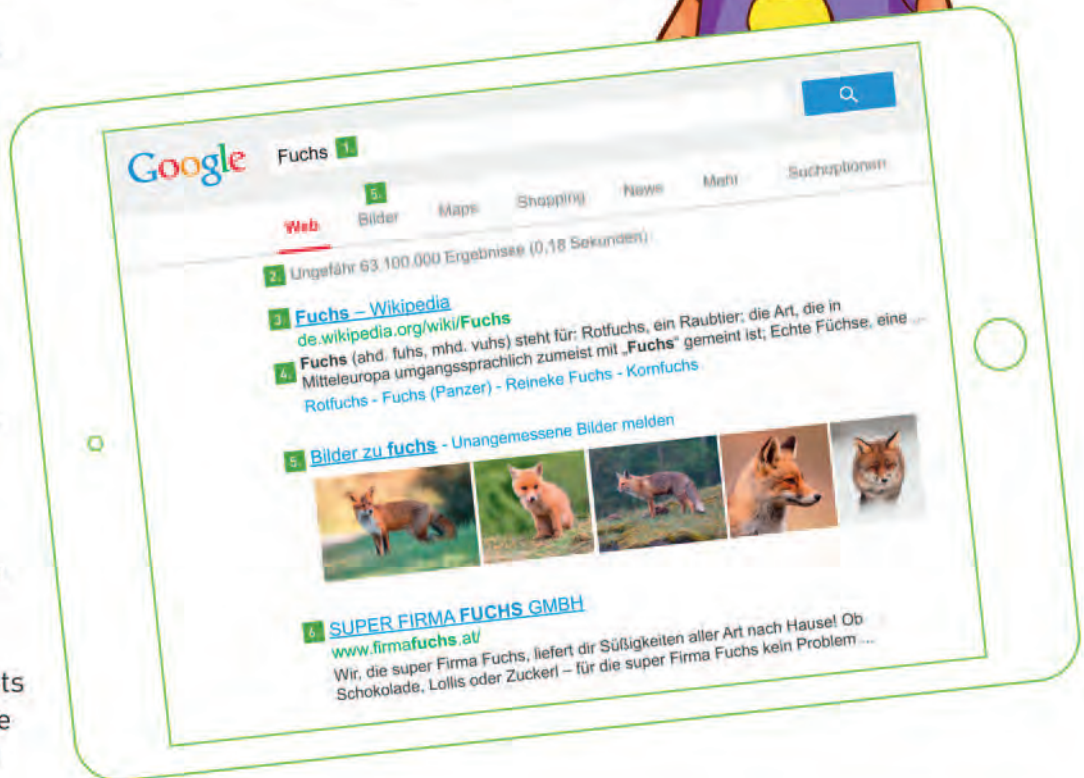 Google Fuchs 1.
5.
Web Bilder Maps Shopping News Mehr Suchoptionen
2. Ungefähr 63.100.000 Ergebnisse (0,18 Sekunden)
3. Fuchs – Wikipedia
de.wikipedia.org/wiki/Fuchs
4. Fuchs (ahd. fuhs, mhd. vuhs) steht für: Rotfuchs, ein Raubtier; die Art, die in
Mitteleuropa umgangssprachlich zumeist mit „Fuchs“ gemeint ist; Echte Füchse, eine ...
Rotfuchs - Fuchs (Panzer) - Reineke Fuchs - Kornfuchs
5. Bilder zu fuchs - Unangemessene Bilder melden
6. SUPER FIRMA FUCHS GMBH
www.firmafuchs.at/
Wir, die super Firma Fuchs, liefert dir Süßigkeiten aller Art nach Hause! Ob
Schokolade, Lollis oder Zuckerl – für die super Firma Fuchs kein Problem ...